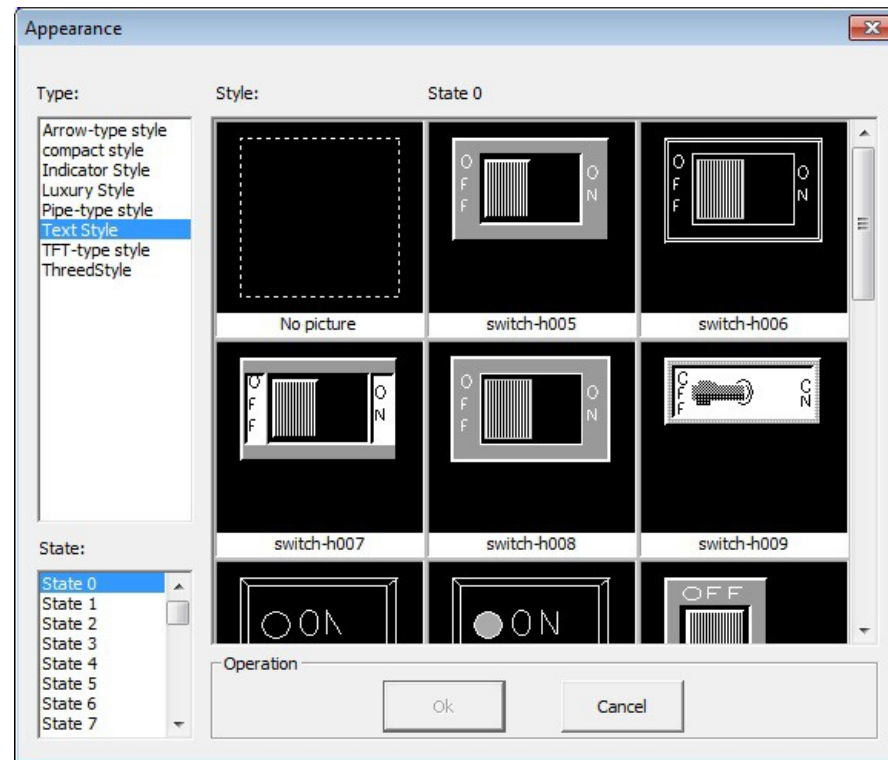 Appearance
Type:
Style:
State 0
Arrow-type style
compact style
Indicator Style
Luxury Style
Pipe-type style
Text Style
TFT-type style
ThreedStyle
OFF
ON
OFF
ON
No picture
switch-h005
switch-h006
OFF
ON
OFF
ON
CFF
CN
switch-h007
switch-h008
switch-h009
ON
ON
OFF
State:
State 0
State 1
State 2
State 3
State 4
State 5
State 6
State 7
Operation
Ok
Cancel